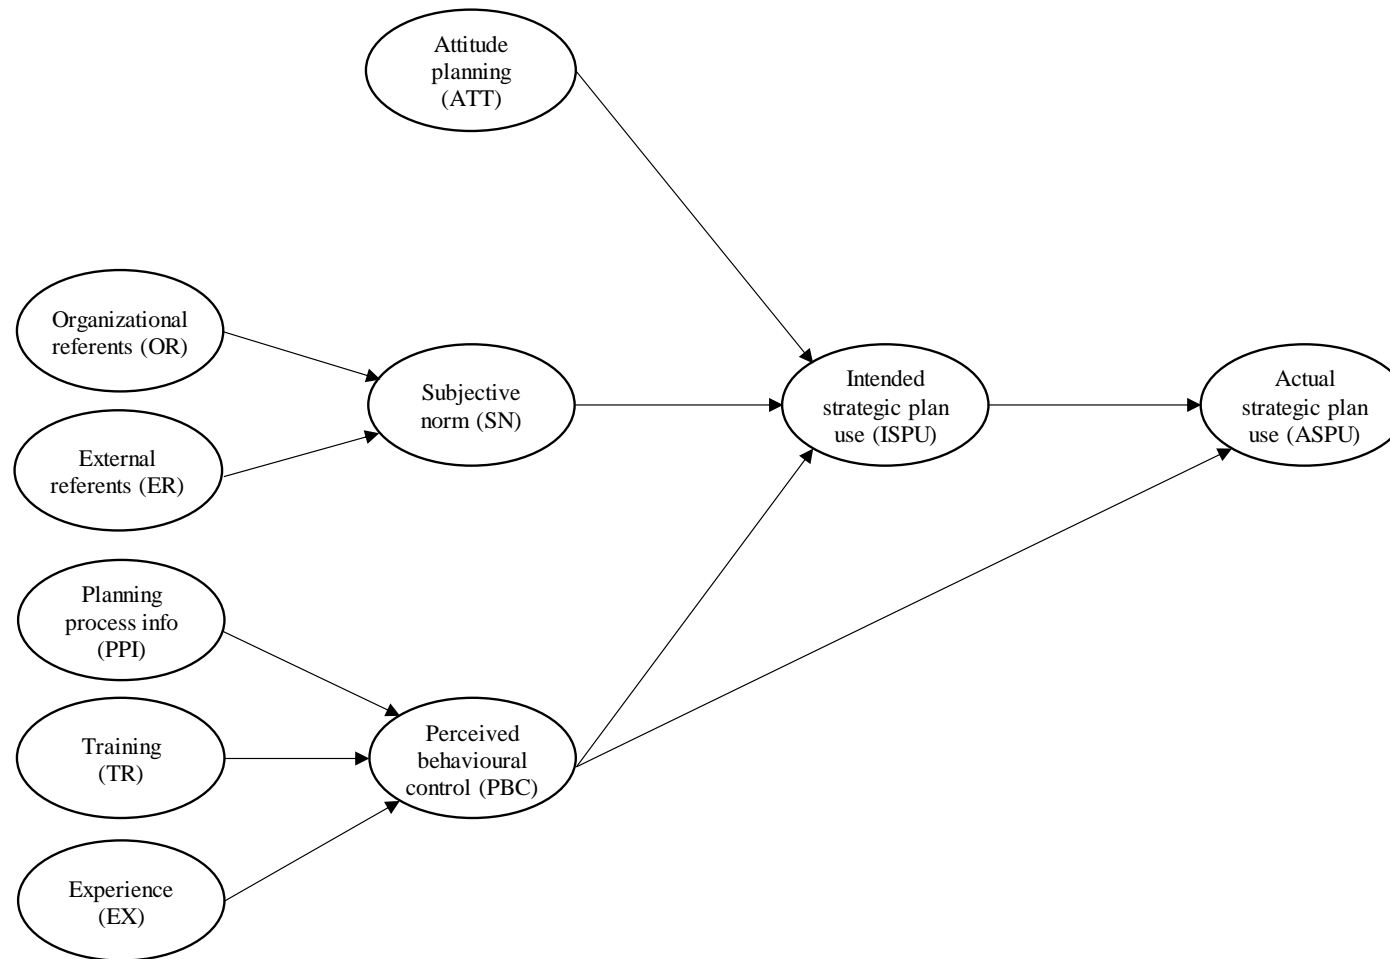 Attitude
planning
(ATT)
Organizational
referents (OR)
External
referents (ER)
Subjective
norm (SN)
Intended
strategic plan
use (ISPU)
Actual
strategic plan
use (ASPU)
Planning
process info
(PPI)
Training
(TR)
Experience
(EX)
Perceived
behavioural
control (PBC)